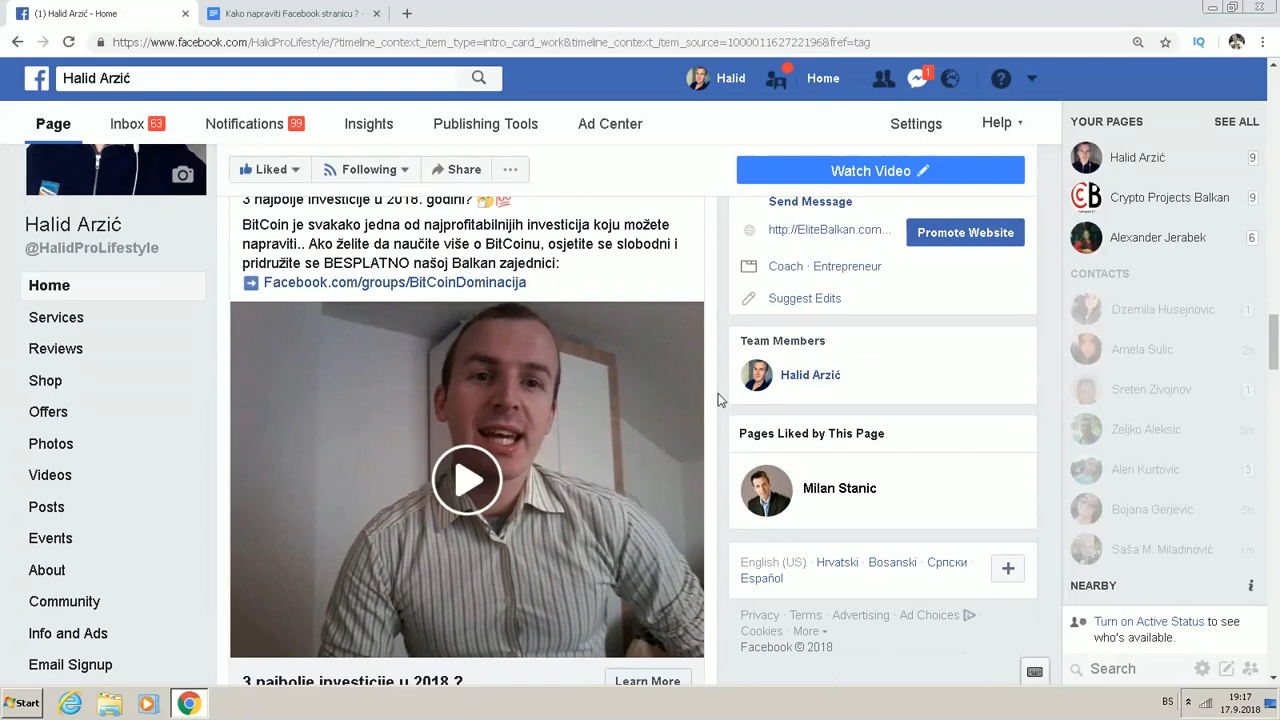 (1) Halid Arzić - Home
Kako napraviti Facebook stranicu ? -
https://www.facebook.com/HalidProLifestyle/?timeline_context_item_type=intro_card_work&timeline_context_item_source=100001162722196&fref=tag
IQ
Halid Arzić
Halid
Home
1
Page
Inbox 63
Notifications 99
Insights
Publishing Tools
Ad Center
Settings
Help
Liked
Following
Share
...
Watch Video
Halid Arzić
@HalidProLifestyle
Home
Services
Reviews
Shop
Offers
Photos
Videos
Posts
Events
About
Community
Info and Ads
Email Signup
3 najbolje investicije u 2018. godini?
BitCoin je svakako jedna od najprofitabilnijih investicija koju možete
napraviti.. Ako želite da naučite više o BitCoinu, osjetite se slobodni i
pridružite se BESPLATNO našoj Balkan zajednici:
Facebook.com/groups/BitCoinDominacija
3 najbolje investicije u 2018 ?
Learn More
Send Message
http://EliteBalkan.com...
Promote Website
Coach · Entrepreneur
Suggest Edits
Team Members
Halid Arzić
Pages Liked by This Page
Milan Stanic
English (US) · Hrvatski · Bosanski · Српски ·
Español
Privacy · Terms · Advertising · Ad Choices ·
Cookies · More
Facebook © 2018
YOUR PAGES
SEE ALL
Halid Arzić 9
Crypto Projects Balkan 9
Alexander Jerabek 6
CONTACTS
Dzemila Husejnovic 1
Amela Sulic 2h
Sreten Zivojnov 1
Zeljko Aleksic 3m
Alen Kurtovic 3
Bojana Gerjevic 5h
Saša M. Miladinović 1m
NEARBY
Turn on Active Status to see
who's available.
Search
Start
BS
19:17
17.9.2018